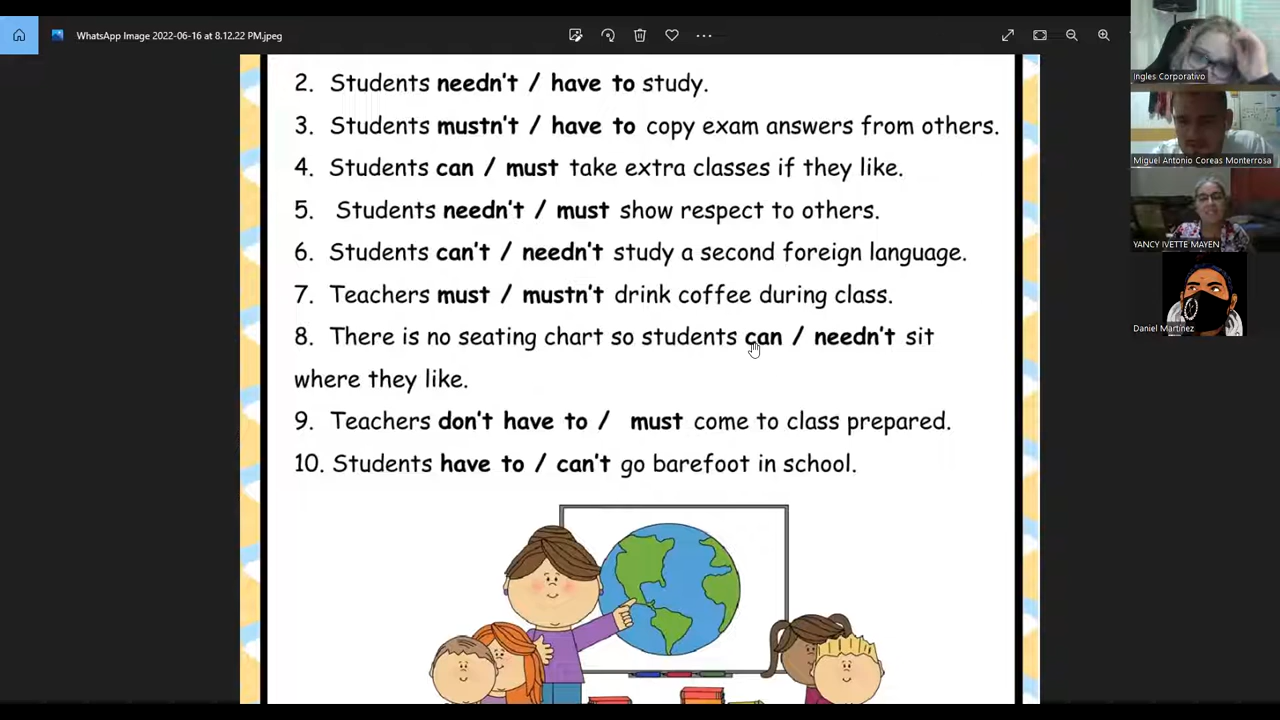 WhatsApp Image 2022-06-16 at 8.12.22 PM.jpeg
2. Students needn't / have to study.
3. Students mustn't / have to copy exam answers from others.
4. Students can / must take extra classes if they like.
5. Students needn't / must show respect to others.
6. Students can't / needn't study a second foreign language.
7. Teachers must / mustn't drink coffee during class.
8. There is no seating chart so students can / needn't sit
where they like.
9. Teachers don't have to / must come to class prepared.
10. Students have to / can't go barefoot in school.
Ingles Corporativo
Miguel Antonio Coreas Monterrosa
YANCY IVETTE MAYEN
Daniel Martinez